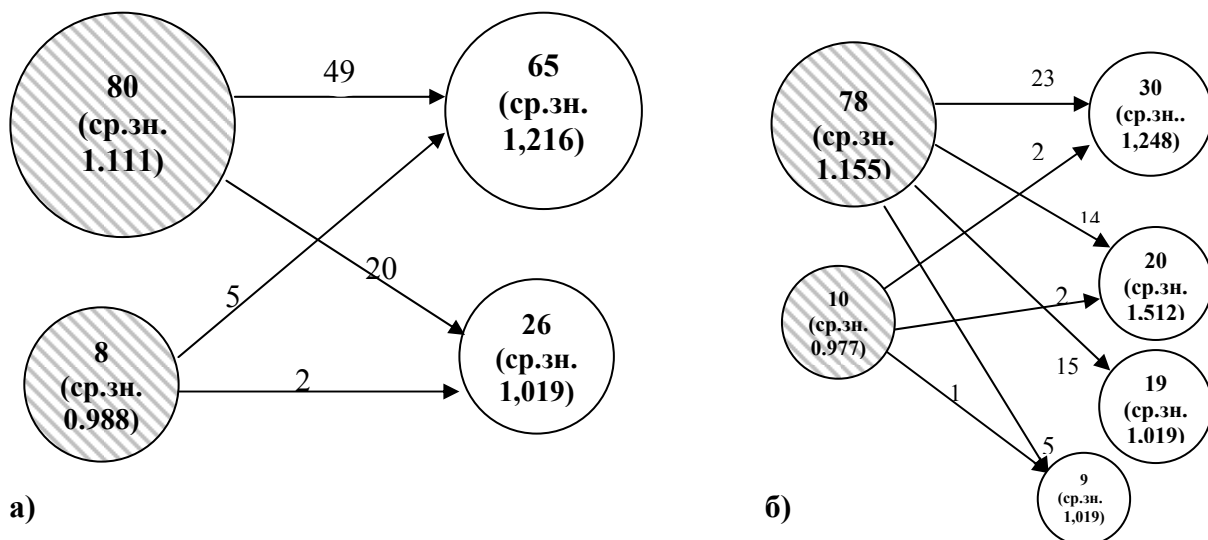 80
(ср.зн.
1.111)
49
65
(ср.зн.
1,216)
20
5
8
(ср.зн.
0.988)
2
26
(ср.зн.
1,019)
а)
78
(ср.зн.
1.155)
23
30
(ср.зн..
1,248)
2
14
10
(ср.зн.
0.977)
2
20
(ср.зн.
1,512)
15
1
19
(ср.зн.
1,019)
5
9
(ср.зн.
1,019)
б)